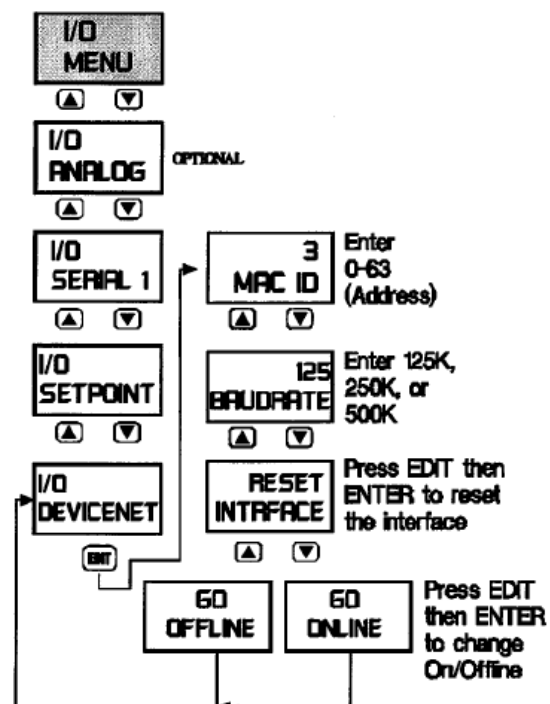 I/O
MENU
I/O
ANALOG
OPTIONAL
I/O
SERIAL 1
3
MAC ID
Enter
0-63
(Address)
I/O
SETPOINT
125
BAUDRATE
Enter 125K,
250K, or
500K
I/O
DEVICENET
ENT
RESET
INTRFACE
Press EDIT then
ENTER to reset
the interface
GO
OFFLINE
GO
ONLINE
Press EDIT
then ENTER
to change
On/Offline